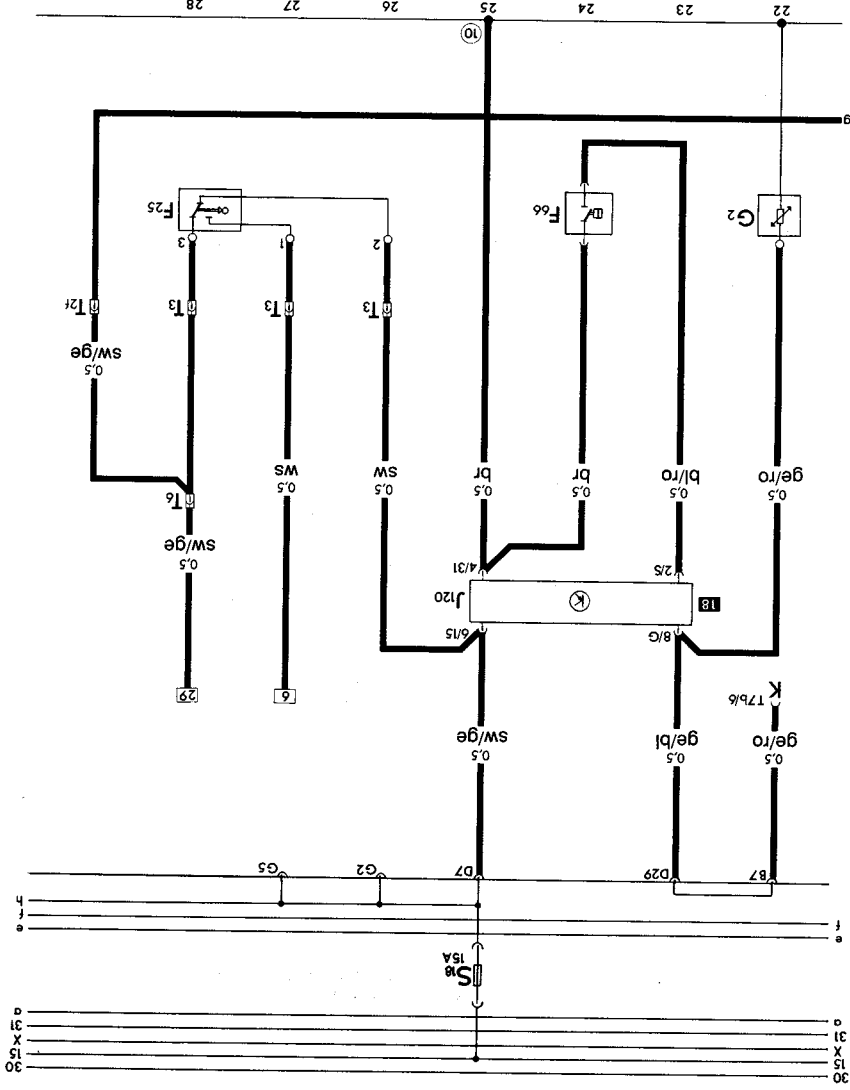 30 30
15 15
X X
31 31
a a
S18 15A
e e
f f
h
B7 D29 D7 G2 G5
0,5 0,5 0,5
ge/ro ge/bl sw/ge
T7b/6
K
6 29
8/G 6/15
18 J120
2/S 4/31
0,5
sw/ge
T6
0,5 0,5 0,5 0,5 0,5 0,5
ge/ro bl/ro br br sw ws
0,5
sw/ge
T3 T3 T3 T2f
2 1 3
G2 F66 F25
g
10
22 23 24 25 26 27 28